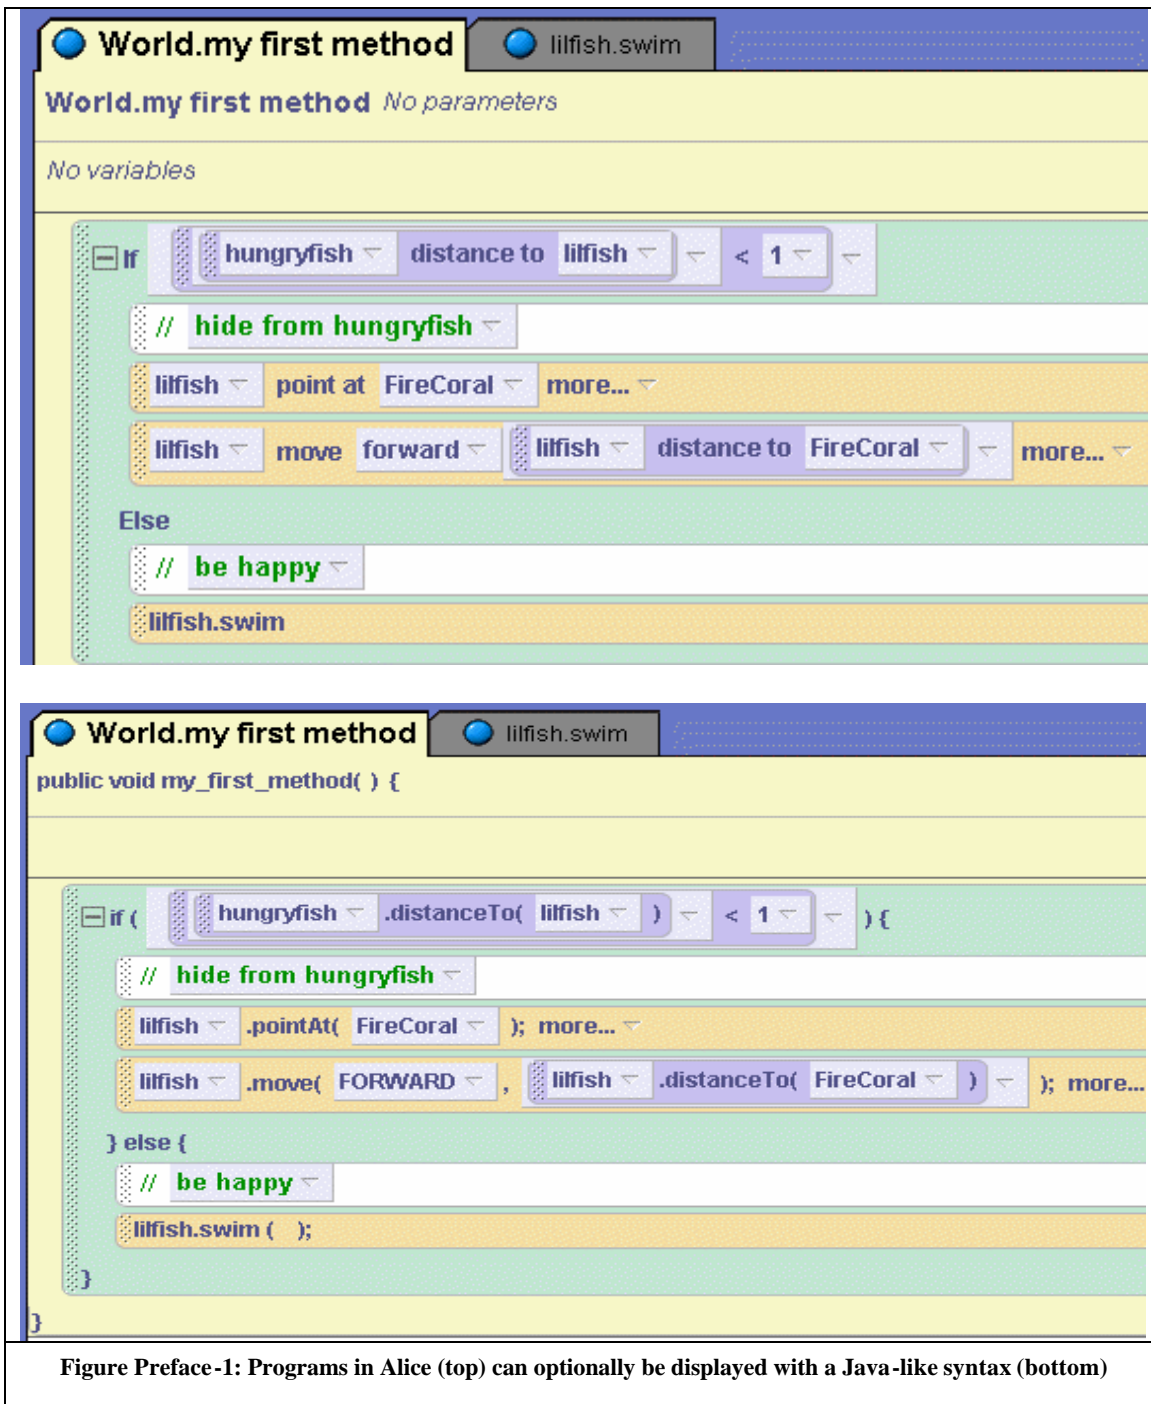 World.my first method lilfish.swim
World.my first method No parameters
No variables
If hungryfish distance to lilfish < 1
// hide from hungryfish
lilfish point at FireCoral more...
lilfish move forward lilfish distance to FireCoral more...
Else
// be happy
lilfish.swim
World.my first method lilfish.swim
public void my_first_method( ) {
if ( hungryfish .distanceTo( lilfish ) < 1 ) {
// hide from hungryfish
lilfish .pointAt( FireCoral ); more...
lilfish .move( FORWARD , lilfish .distanceTo( FireCoral ) ); more...
} else {
// be happy
lilfish.swim ( );
}
}
Figure Preface-1: Programs in Alice (top) can optionally be displayed with a Java-like syntax (bottom)